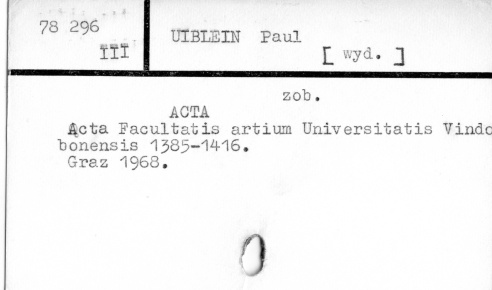 78 296
III
UIBLEIN Paul
[ wyd. ]
zob.
ACTA
Acta Facultatis artium Universitatis Vindo
bonensis 1385-1416.
Graz 1968.